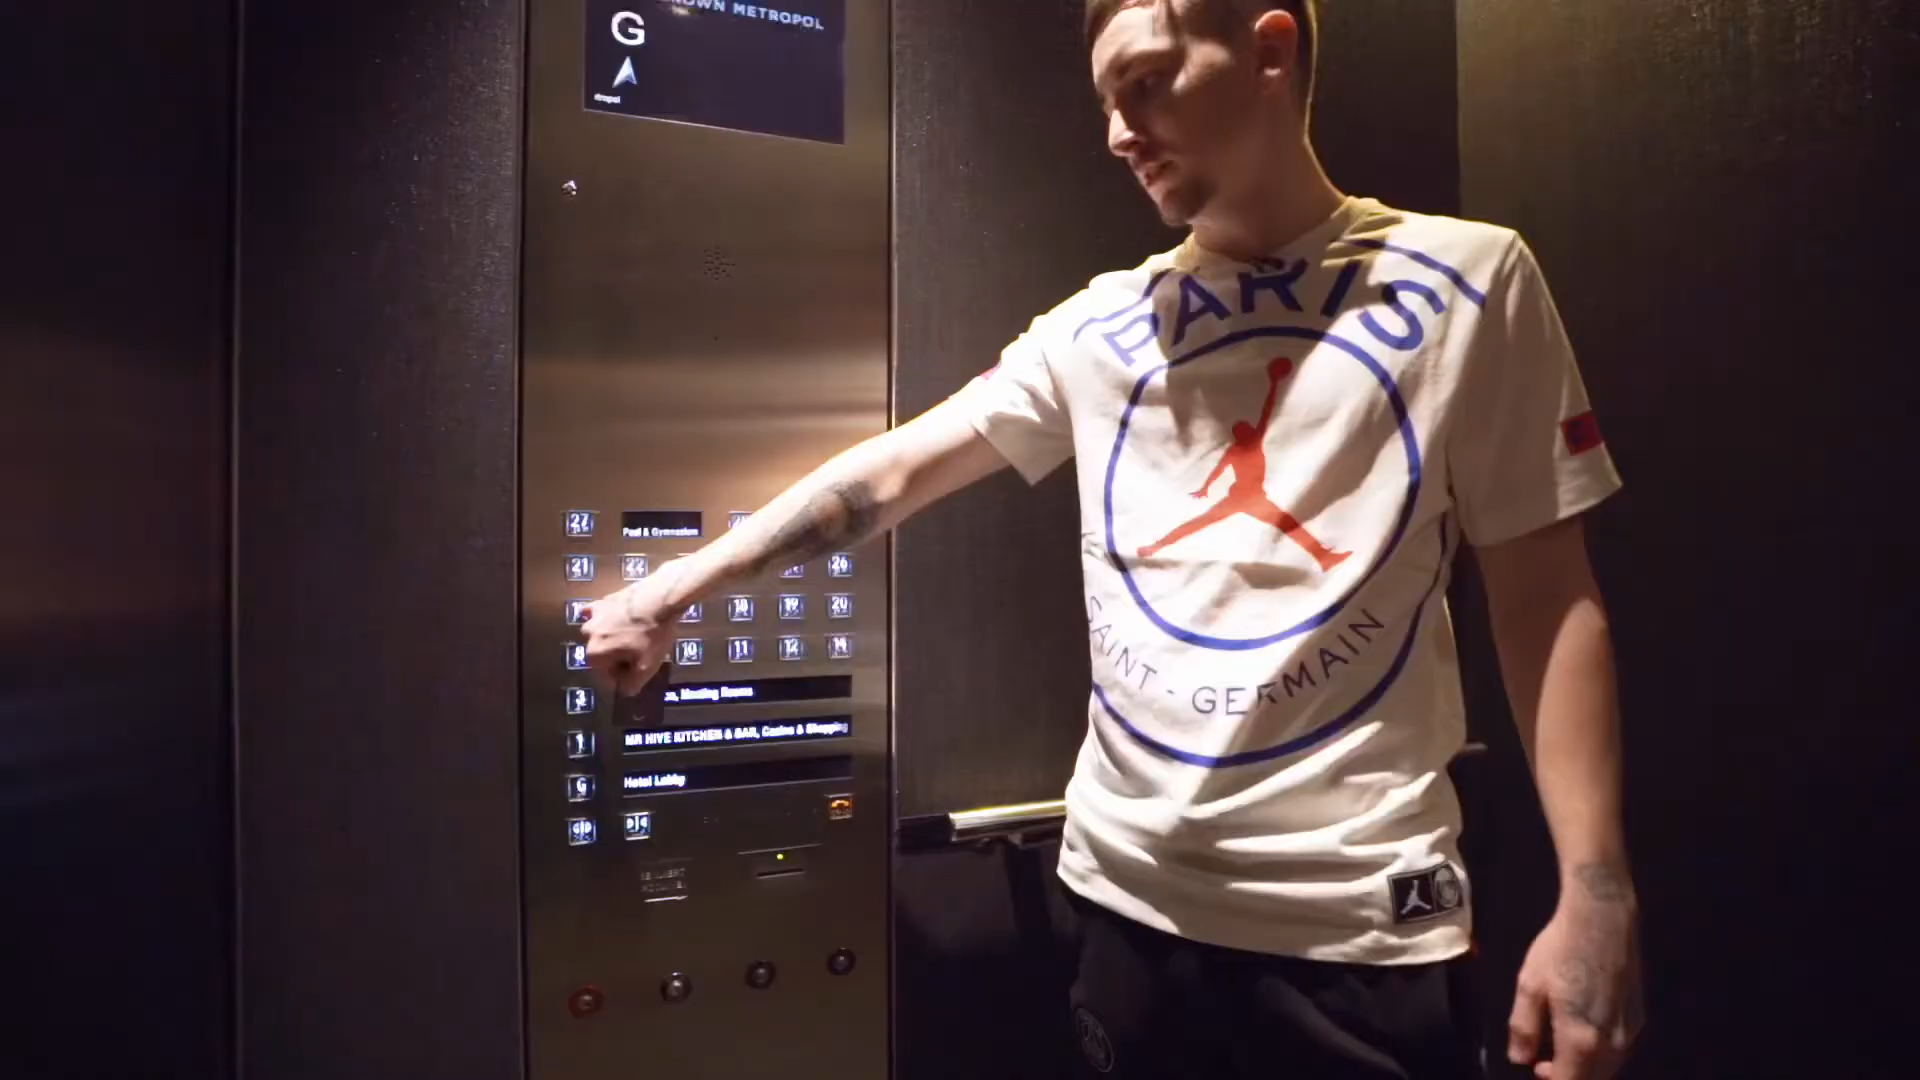 CROWN METROPOL
G
27
Pool & Gymnasium
21
22
26
18
19
20
8
10
11
12
14
, Meeting Rooms
1
MR HIVE KITCHEN & BAR, Casino & Shopping
G
Hotel Lobby
PARIS
SAINT-GERMAIN